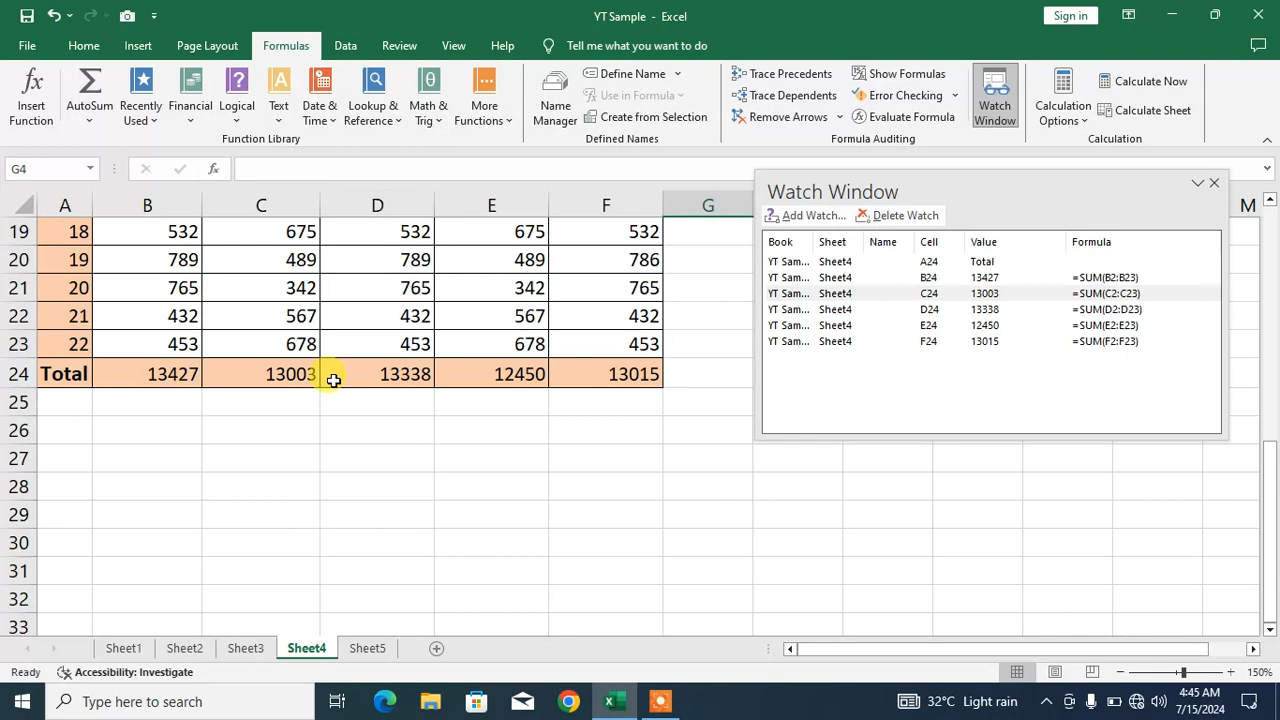 YT Sample - Excel
Sign in
File Home Insert Page Layout Formulas Data Review View Help Tell me what you want to do
Insert Function
AutoSum
Recently Used
Financial
Logical
Text
Date & Time
Lookup & Reference
Math & Trig
More Functions
Function Library
Name Manager
Define Name
Use in Formula
Create from Selection
Defined Names
Trace Precedents
Trace Dependents
Remove Arrows
Show Formulas
Error Checking
Evaluate Formula
Formula Auditing
Watch Window
Calculation Options
Calculate Now
Calculate Sheet
Calculation
G4 fx
A B C D E F G M
19 18 532 675 532 675 532
20 19 789 489 789 489 786
21 20 765 342 765 342 765
22 21 432 567 432 567 432
23 22 453 678 453 678 453
24 Total 13427 13003 13338 12450 13015
25
26
27
28
29
30
31
32
33
Watch Window
Add Watch... Delete Watch
Book Sheet Name Cell Value Formula
YT Sam... Sheet4 A24 Total
YT Sam... Sheet4 B24 13427 =SUM(B2:B23)
YT Sam... Sheet4 C24 13003 =SUM(C2:C23)
YT Sam... Sheet4 D24 13338 =SUM(D2:D23)
YT Sam... Sheet4 E24 12450 =SUM(E2:E23)
YT Sam... Sheet4 F24 13015 =SUM(F2:F23)
Sheet1 Sheet2 Sheet3 Sheet4 Sheet5
Ready Accessibility: Investigate 150%
Type here to search
32°C Light rain
4:45 AM
7/15/2024